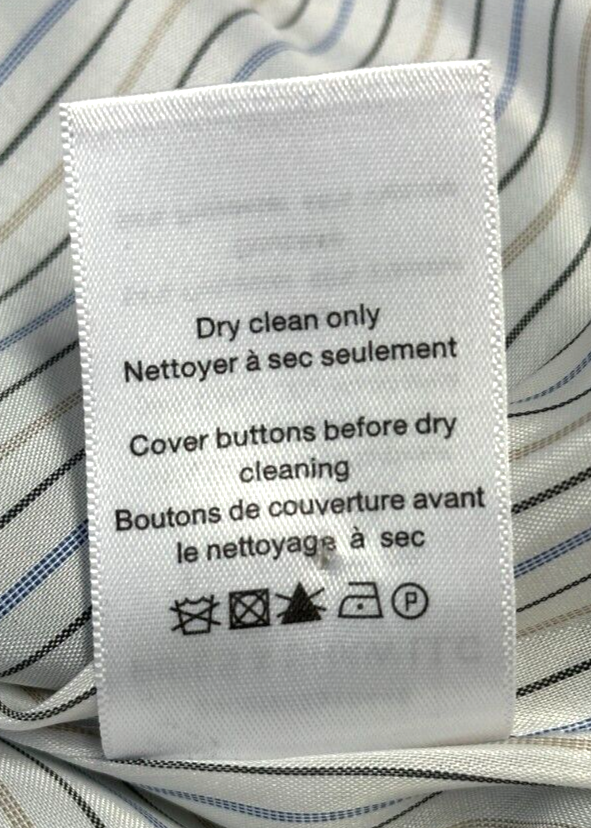 Dry clean only
Nettoyer à sec seulement
Cover buttons before dry
cleaning
Boutons de couverture avant
le nettoyage à sec
P